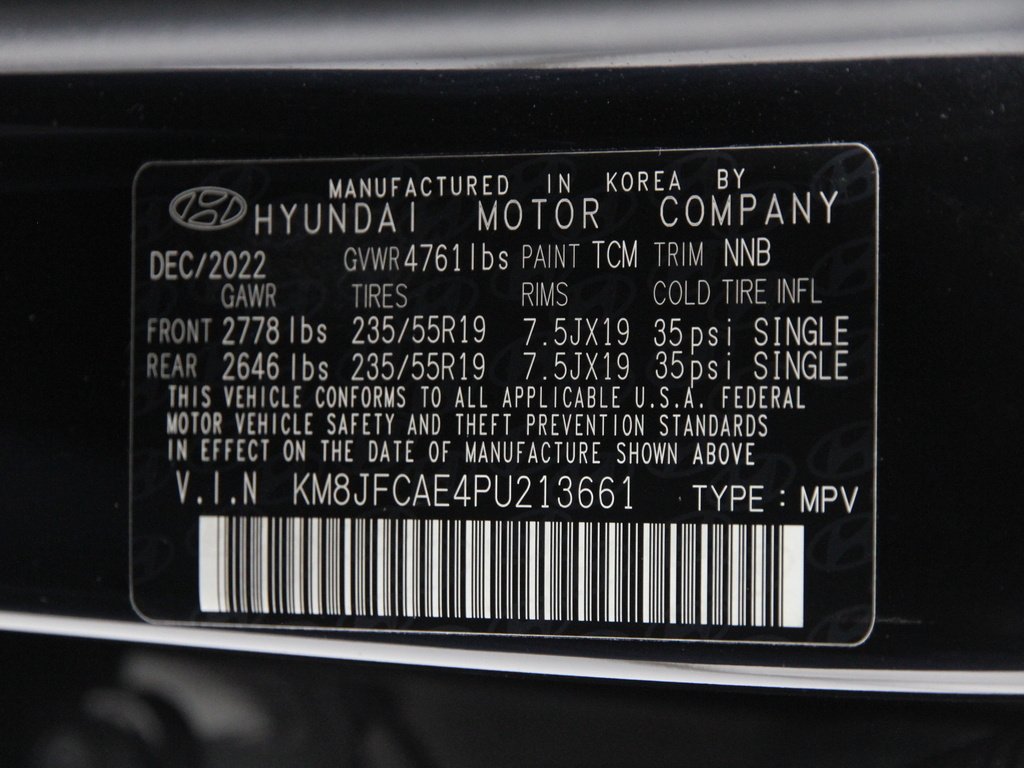 MANUFACTURED IN KOREA BY
HYUNDAI MOTOR COMPANY
DEC/2022 GVWR 4761lbs PAINT TCM TRIM NNB
GAWR TIRES RIMS COLD TIRE INFL
FRONT 2778 lbs 235/55R19 7.5JX19 35psi SINGLE
REAR 2646 lbs 235/55R19 7.5JX19 35psi SINGLE
THIS VEHICLE CONFORMS TO ALL APPLICABLE U.S.A. FEDERAL
MOTOR VEHICLE SAFETY AND THEFT PREVENTION STANDARDS
IN EFFECT ON THE DATE OF MANUFACTURE SHOWN ABOVE
V.I.N KM8JFCAE4PU213661 TYPE : MPV